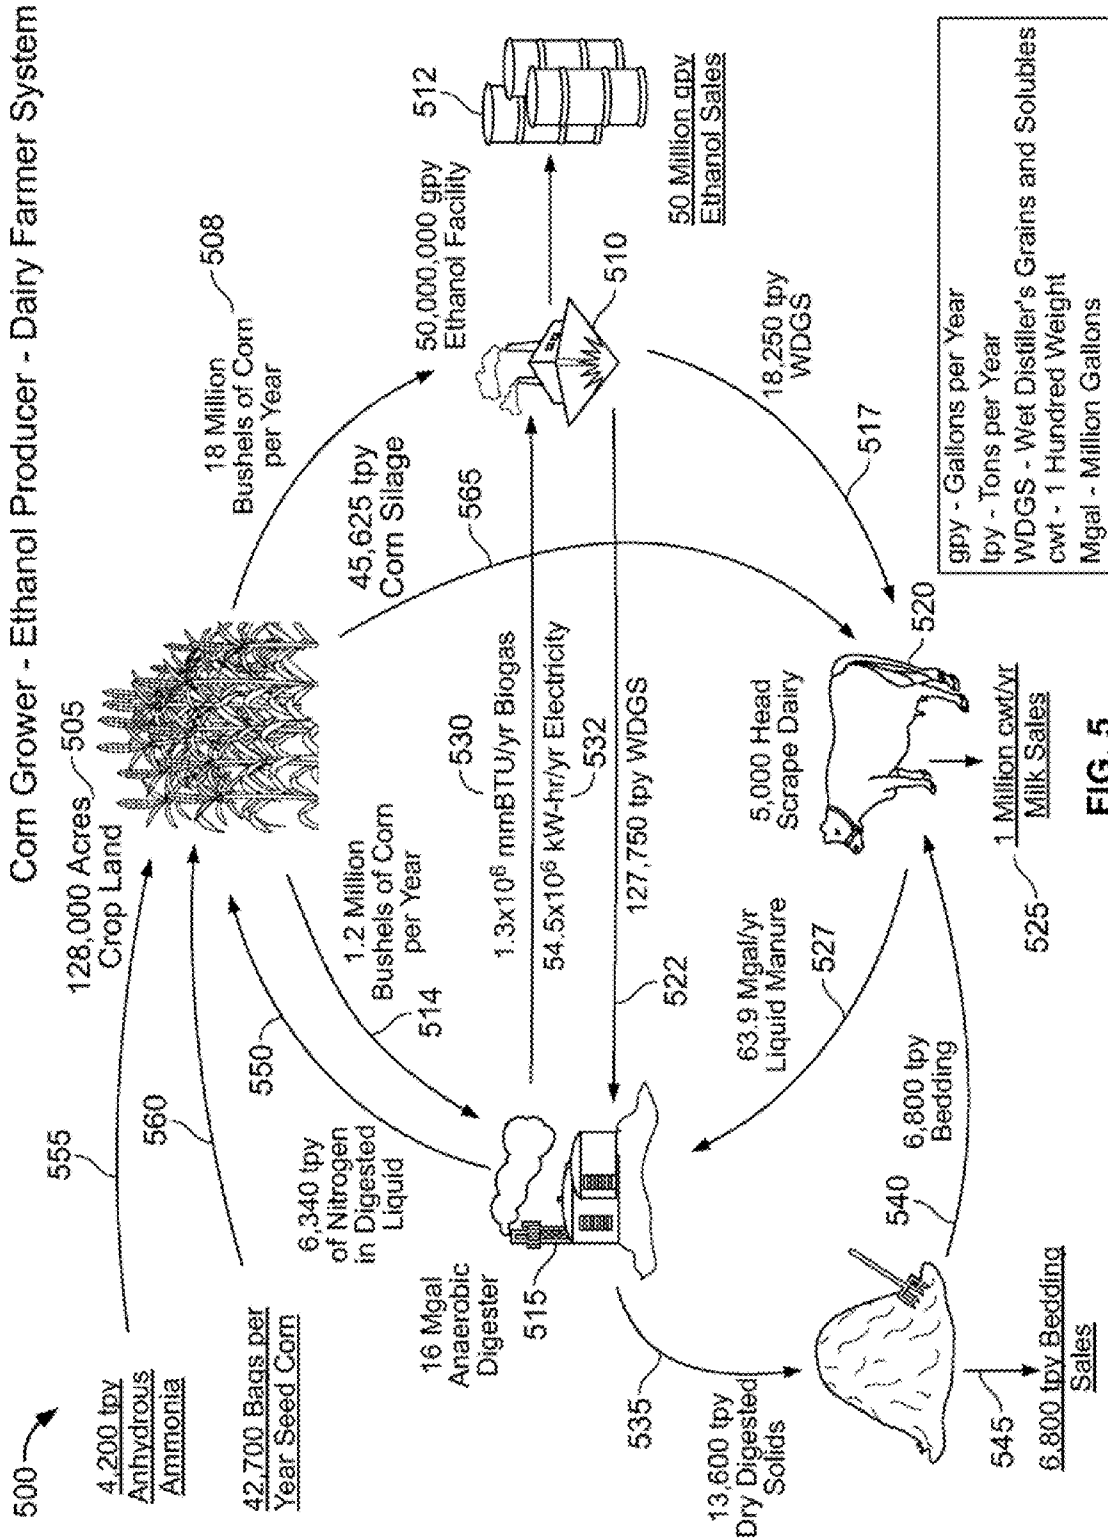 Corn Grower - Ethanol Producer - Dairy Farmer System
500
4,200 tpy
Anhydrous
Ammonia
555
128,000 Acres
Crop Land
505
42,700 Bags per
Year Seed Corn
560
18 Million
Bushels of Corn
per Year
508
550
6,340 tpy
of Nitrogen
in Digested
Liquid
1.2 Million
Bushels of Corn
per Year
514
45,625 tpy
Corn Silage
565
50,000,000 gpy
Ethanol Facility
512
16 Mgal
Anaerobic
Digester
515
530
1.3x10⁶ mmBTU/yr Biogas
54.5x10⁶ kW-hr/yr Electricity
532
127,750 tpy WDGS
522
510
50 Million gpy
Ethanol Sales
535
13,600 tpy
Dry Digested
Solids
63.9 Mgal/yr
Liquid Manure
527
5,000 Head
Scrape Dairy
18,250 tpy
WDGS
517
520
540
6,800 tpy
Bedding
545
6,800 tpy Bedding
Sales
525
1 Million cwt/yr
Milk Sales
gpy - Gallons per Year
tpy - Tons per Year
WDGS - Wet Distiller's Grains and Solubles
cwt - 1 Hundred Weight
Mgal - Million Gallons
FIG. 5